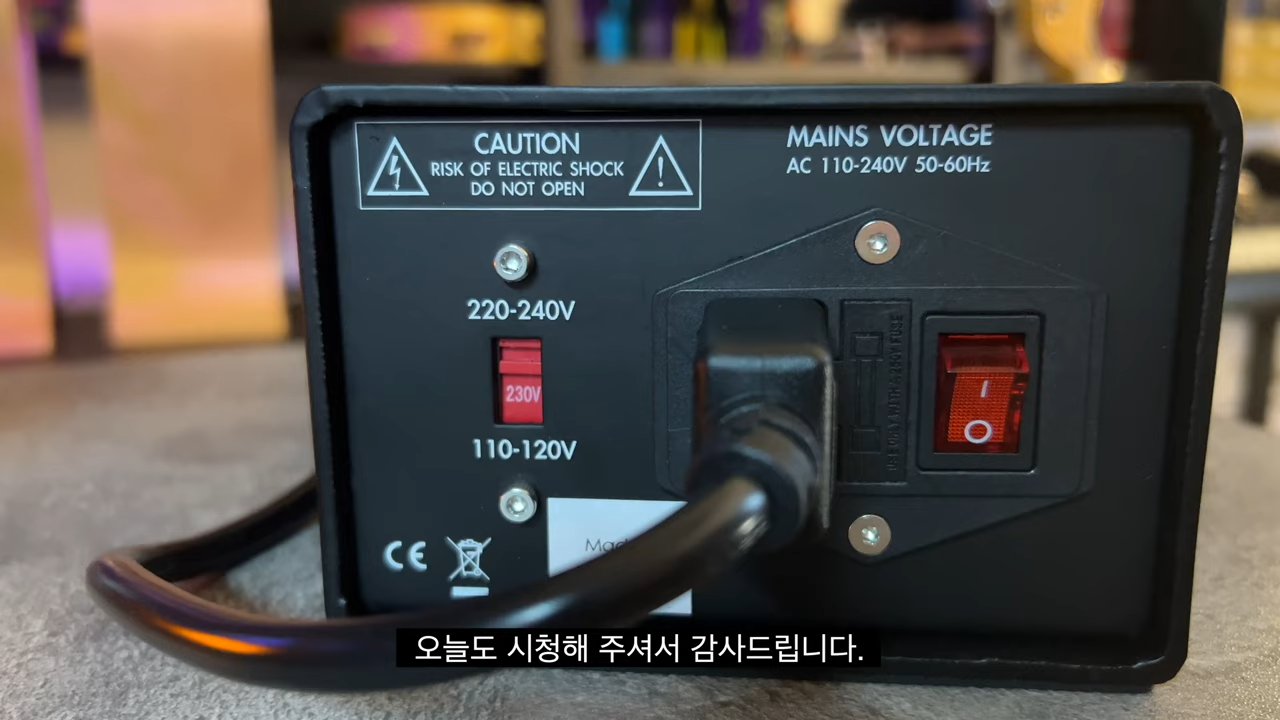 CAUTION
RISK OF ELECTRIC SHOCK
DO NOT OPEN
MAINS VOLTAGE
AC 110-240V 50-60Hz
220-240V
230V
110-120V
I
O
CE
오늘도 시청해 주셔서 감사드립니다.